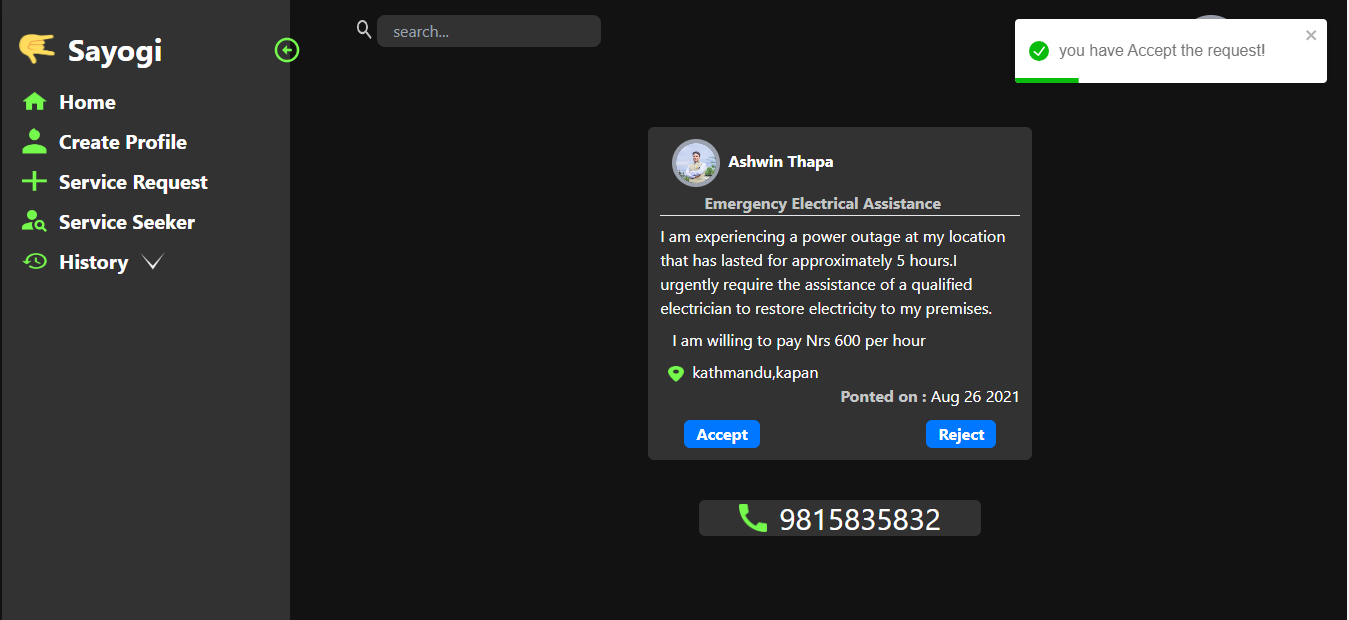 Sayogi
Home
Create Profile
Service Request
Service Seeker
History
search...
you have Accept the request!
Ashwin Thapa
Emergency Electrical Assistance
I am experiencing a power outage at my location
that has lasted for approximately 5 hours.I
urgently require the assistance of a qualified
electrician to restore electricity to my premises.
I am willing to pay Nrs 600 per hour
kathmandu,kapan
Ponted on : Aug 26 2021
Accept
Reject
9815835832